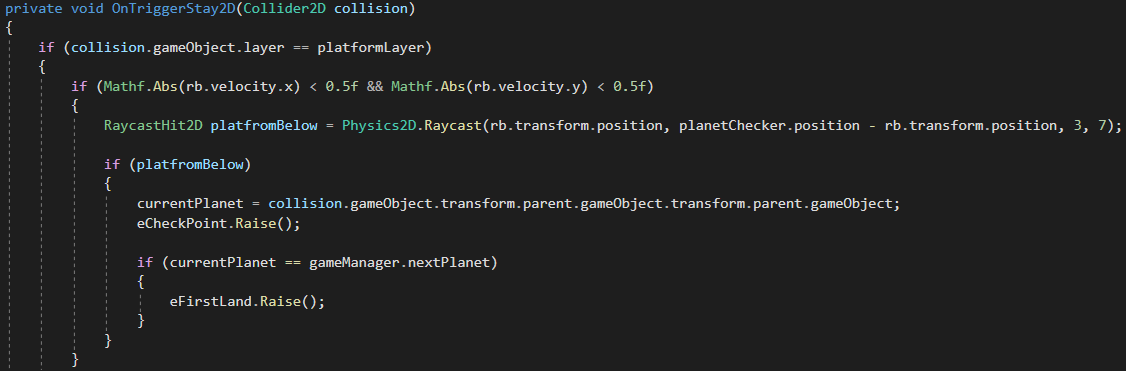 private void OnTriggerStay2D(Collider2D collision)
{
if (collision.gameObject.layer == platformLayer)
{
if (Mathf.Abs(rb.velocity.x) < 0.5f && Mathf.Abs(rb.velocity.y) < 0.5f)
{
RaycastHit2D platfromBelow = Physics2D.Raycast(rb.transform.position, planetChecker.position - rb.transform.position, 3, 7);
if (platfromBelow)
{
currentPlanet = collision.gameObject.transform.parent.gameObject.transform.parent.gameObject;
eCheckPoint.Raise();
if (currentPlanet == gameManager.nextPlanet)
{
eFirstLand.Raise();
}
}
}